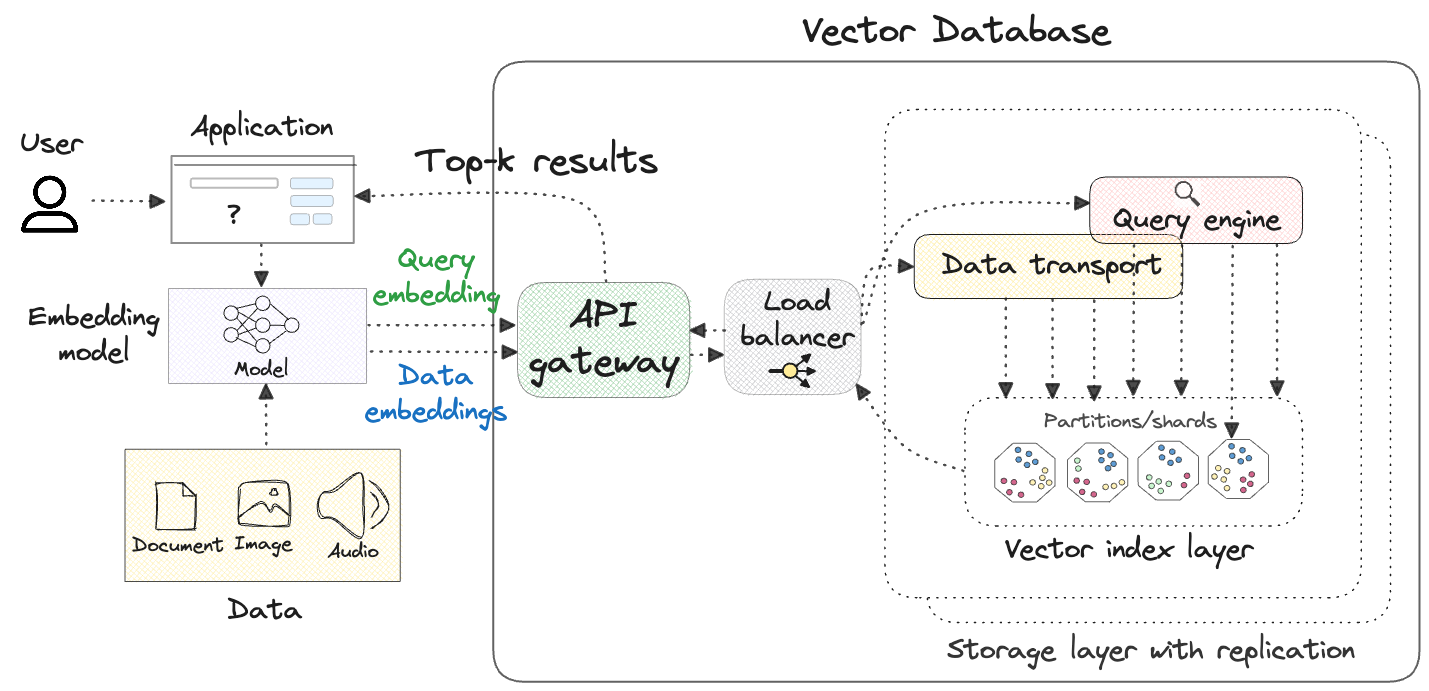 Vector Database
User
Application
?
Top-k results
Query engine
Data transport
Query
embedding
Embedding
model
Model
API
gateway
Load
balancer
Data
embeddings
Partitions/shards
Document
Image
Audio
Vector index layer
Data
Storage layer with replication